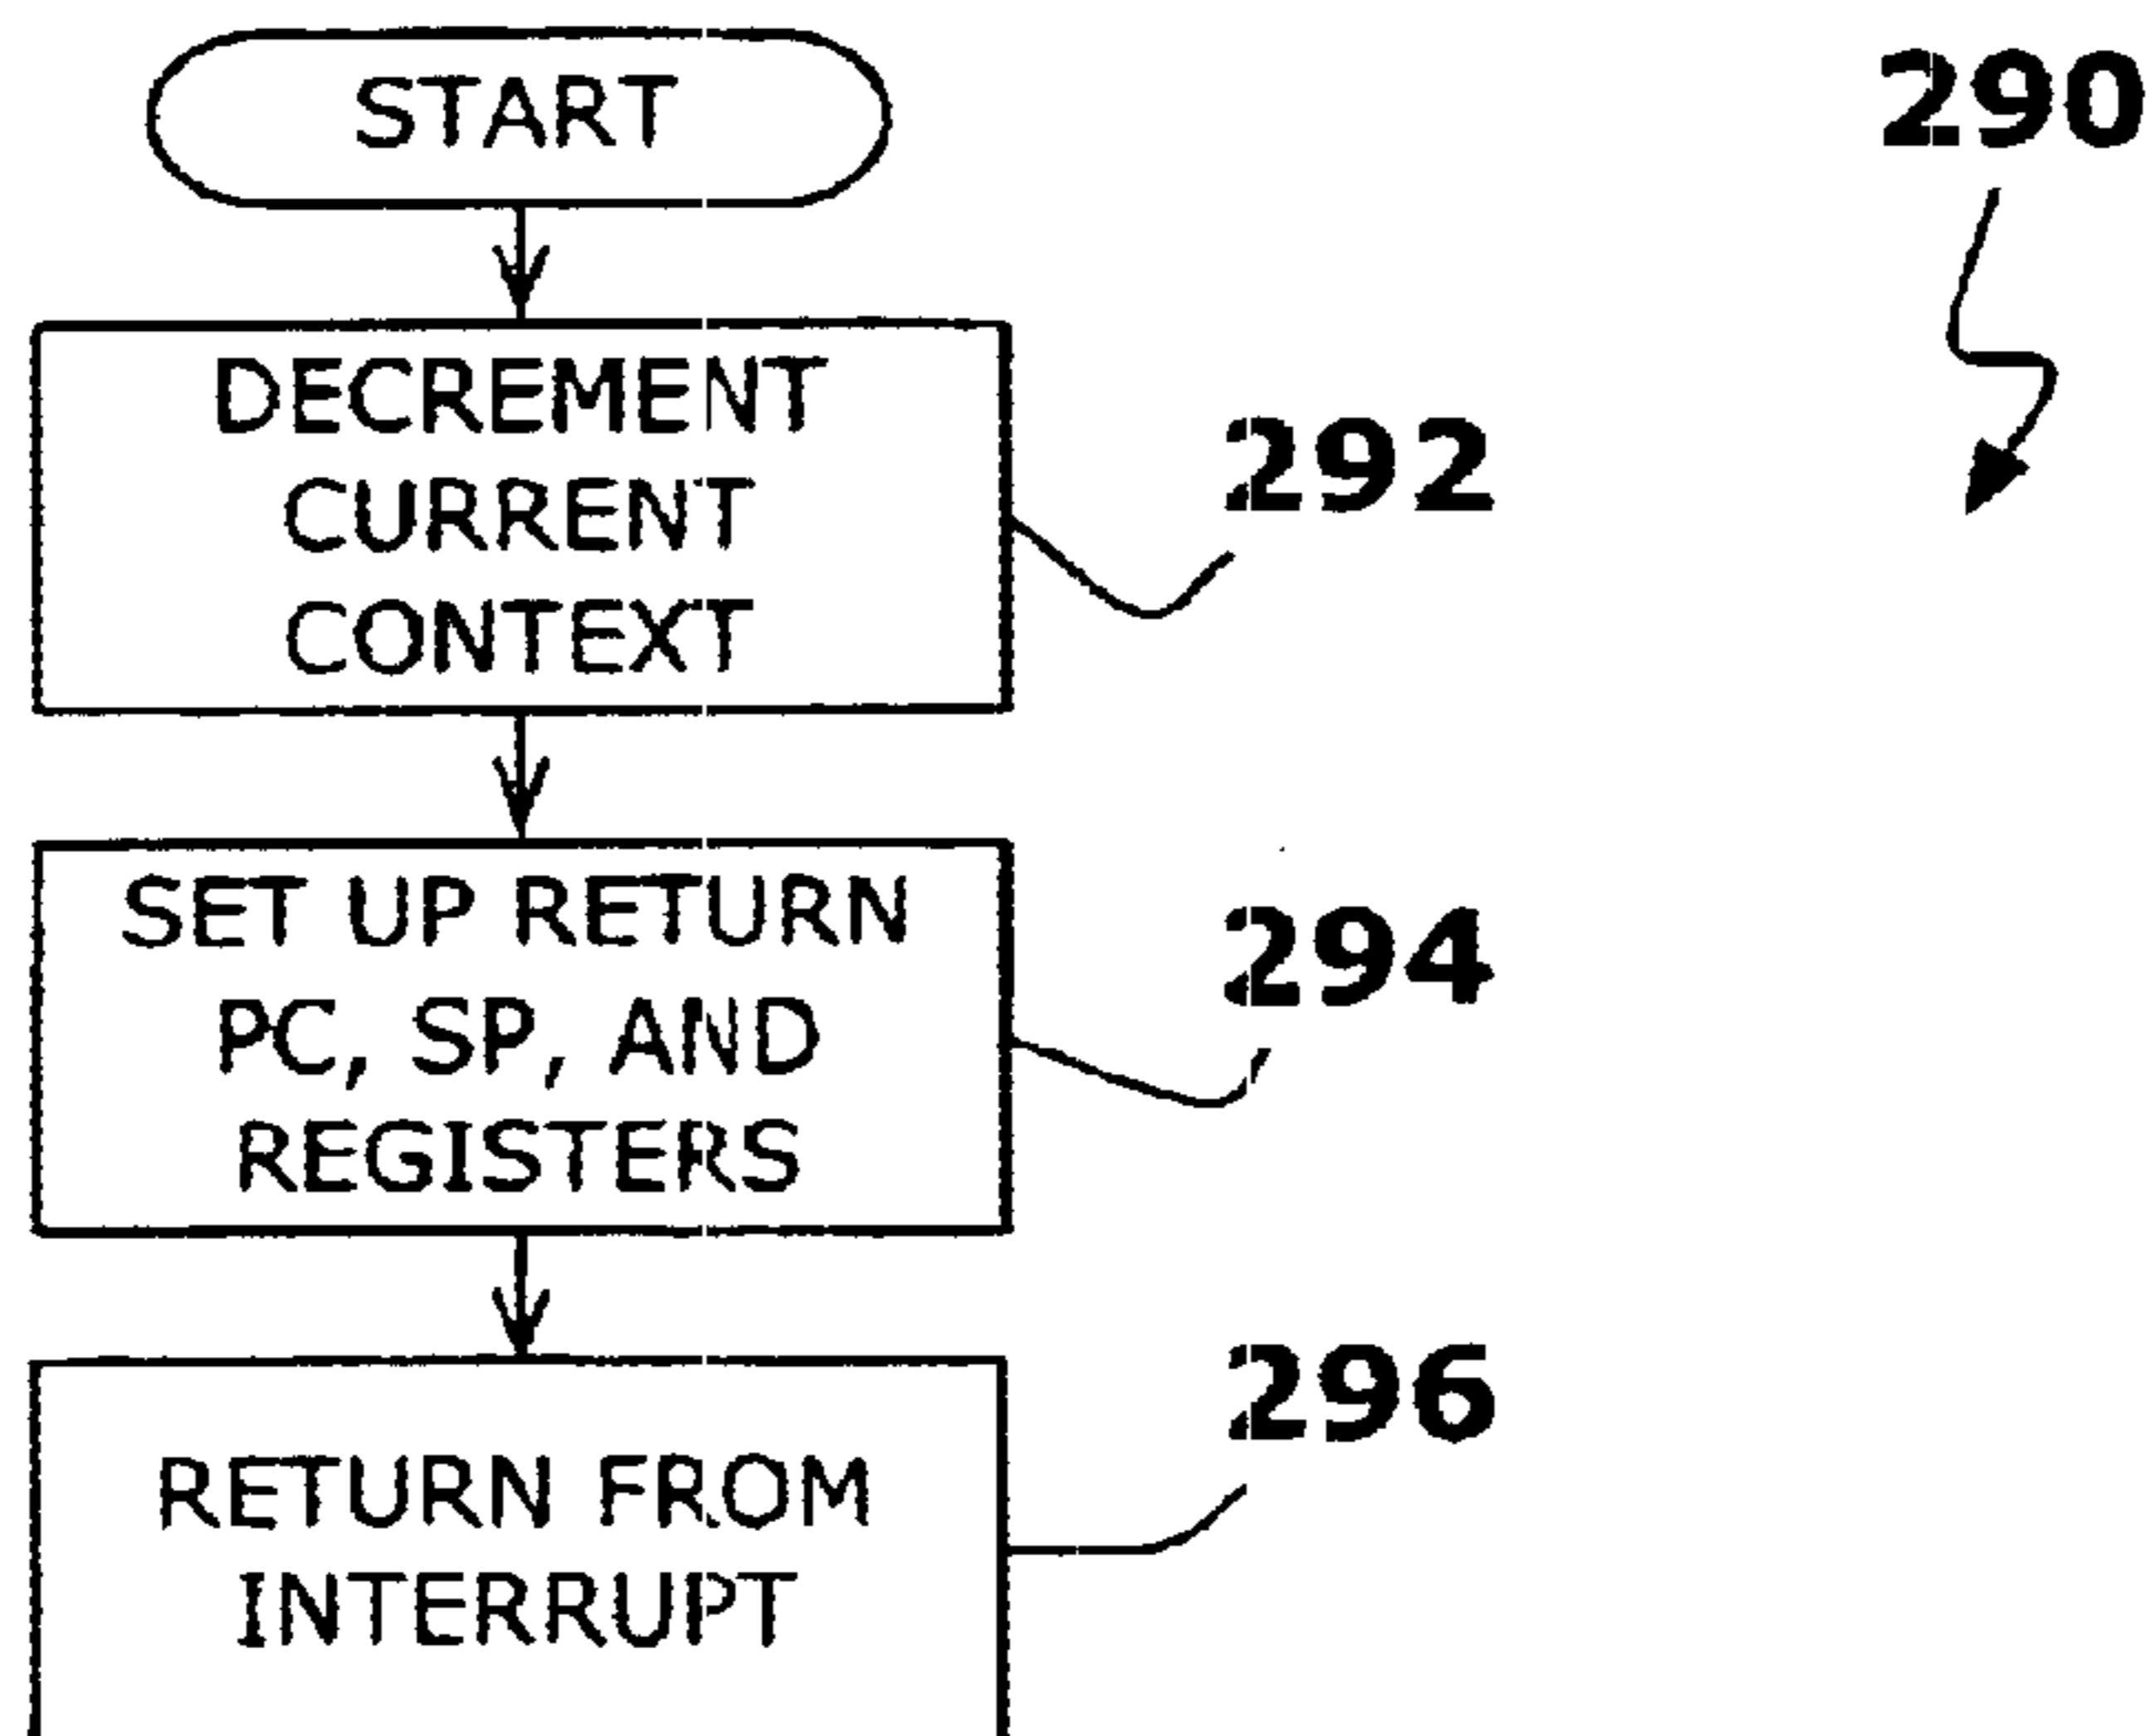 START
290
DECREMENT
CURRENT
CONTEXT
292
SET UP RETURN
PC, SP, AND
REGISTERS
294
RETURN FROM
INTERRUPT
296